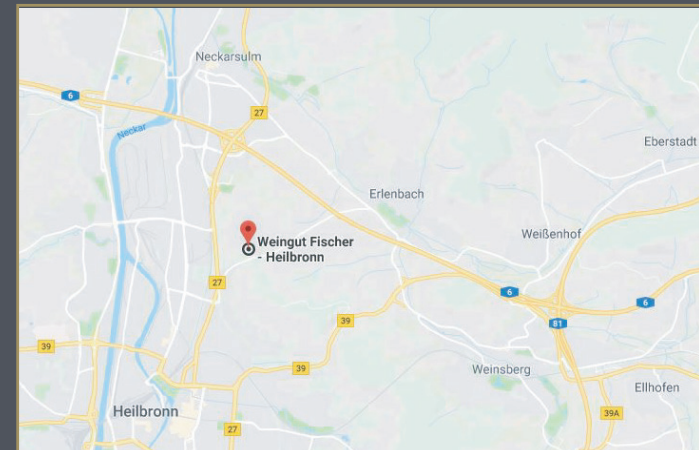 Neckarsulm
6
27
Neckar
Eberstadt
Erlenbach
Weißenhof
Weingut Fischer
- Heilbronn
27
6
6
39
81
39
39
Weinsberg
Ellhofen
Heilbronn
39A
27